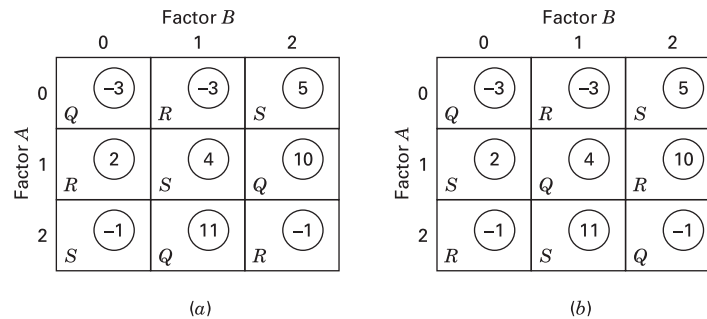 Factor B Factor B
0 1 2 0 1 2
0 –3 –3 5 0 –3 –3 5
Q R S Q R S
Factor A Factor A
1 2 4 10 1 2 4 10
R S Q S Q R
2 –1 11 –1 2 –1 11 –1
S Q R R S Q
(a) (b)